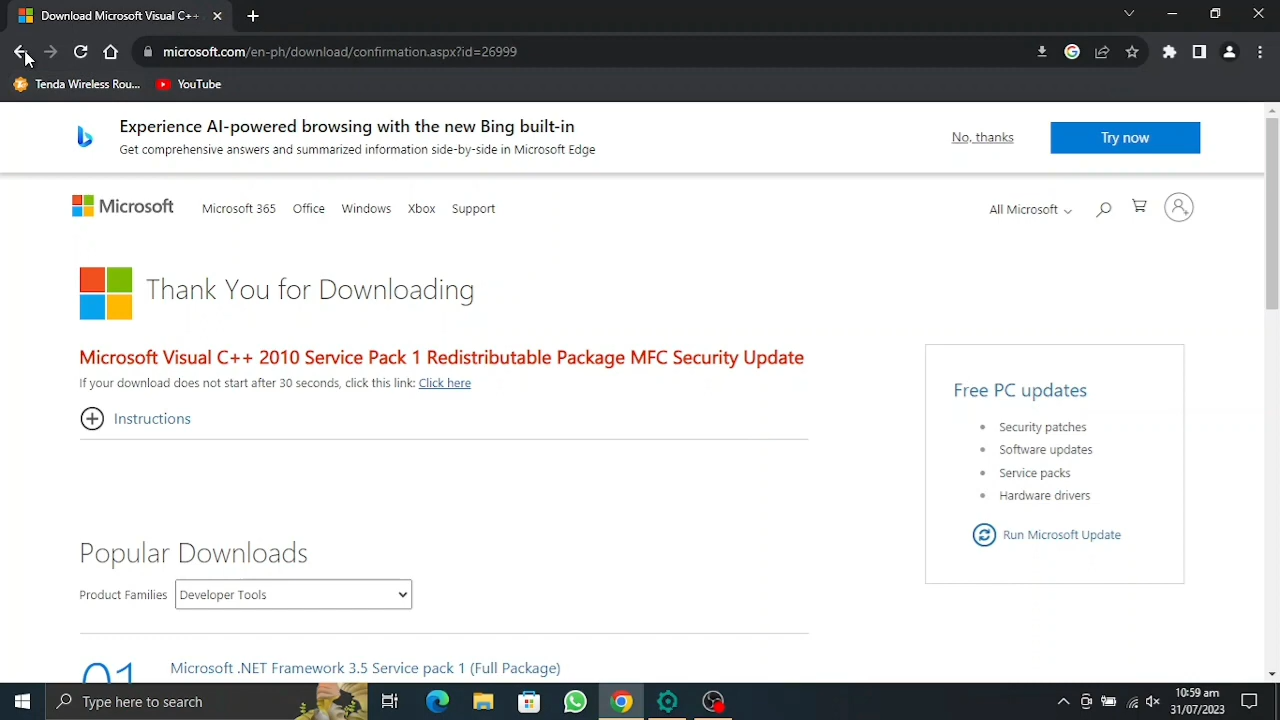 Download Microsoft Visual C++
microsoft.com/en-ph/download/confirmation.aspx?id=26999
Tenda Wireless Rou... YouTube
Experience AI-powered browsing with the new Bing built-in
Get comprehensive answers and summarized information side-by-side in Microsoft Edge
No, thanks
Try now
Microsoft
Microsoft 365 Office Windows Xbox Support
All Microsoft
Thank You for Downloading
Microsoft Visual C++ 2010 Service Pack 1 Redistributable Package MFC Security Update
If your download does not start after 30 seconds, click this link: Click here
Instructions
Free PC updates
Security patches
Software updates
Service packs
Hardware drivers
Run Microsoft Update
Popular Downloads
Product Families Developer Tools
01 Microsoft .NET Framework 3.5 Service pack 1 (Full Package)
Type here to search
10:59 am
31/07/2023